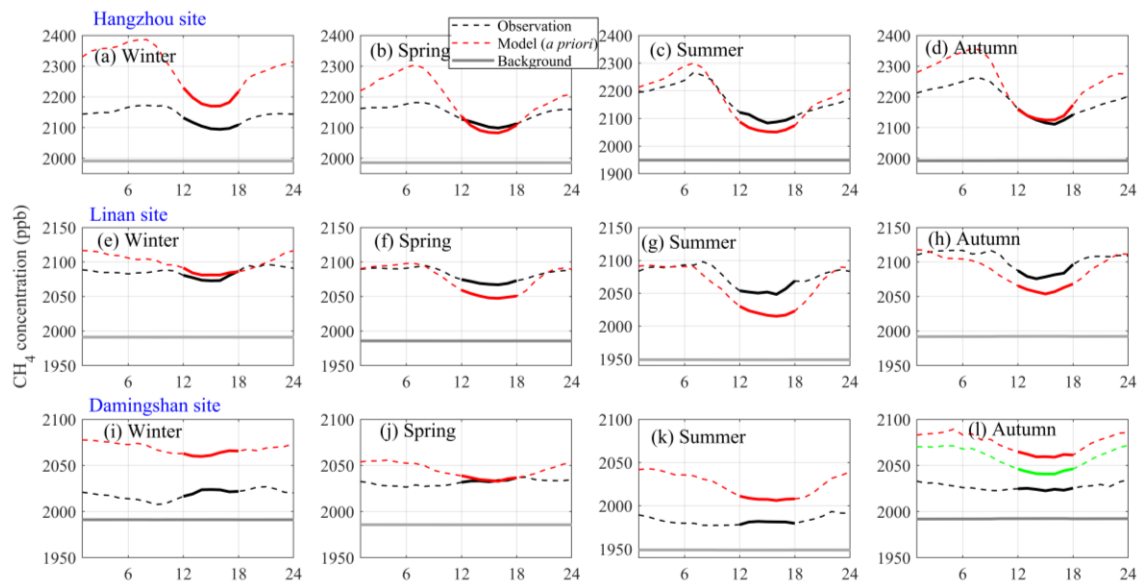 Hangzhou site
Observation
Model (a priori)
Background
(a) Winter
(b) Spring
(c) Summer
(d) Autumn
2400
2300
2200
2100
2000
6 12 18 24
2400
2300
2200
2100
2000
6 12 18 24
2300
2200
2100
2000
1900
6 12 18 24
2400
2300
2200
2100
2000
6 12 18 24
CH4 concentration (ppb)
Linan site
(e) Winter
(f) Spring
(g) Summer
(h) Autumn
2150
2100
2050
2000
1950
6 12 18 24
2150
2100
2050
2000
1950
6 12 18 24
2150
2100
2050
2000
1950
6 12 18 24
2150
2100
2050
2000
1950
6 12 18 24
Damingshan site
(i) Winter
(j) Spring
(k) Summer
(l) Autumn
2100
2050
2000
1950
6 12 18 24
2100
2050
2000
1950
6 12 18 24
2050
2000
1950
6 12 18 24
2100
2050
2000
1950
6 12 18 24